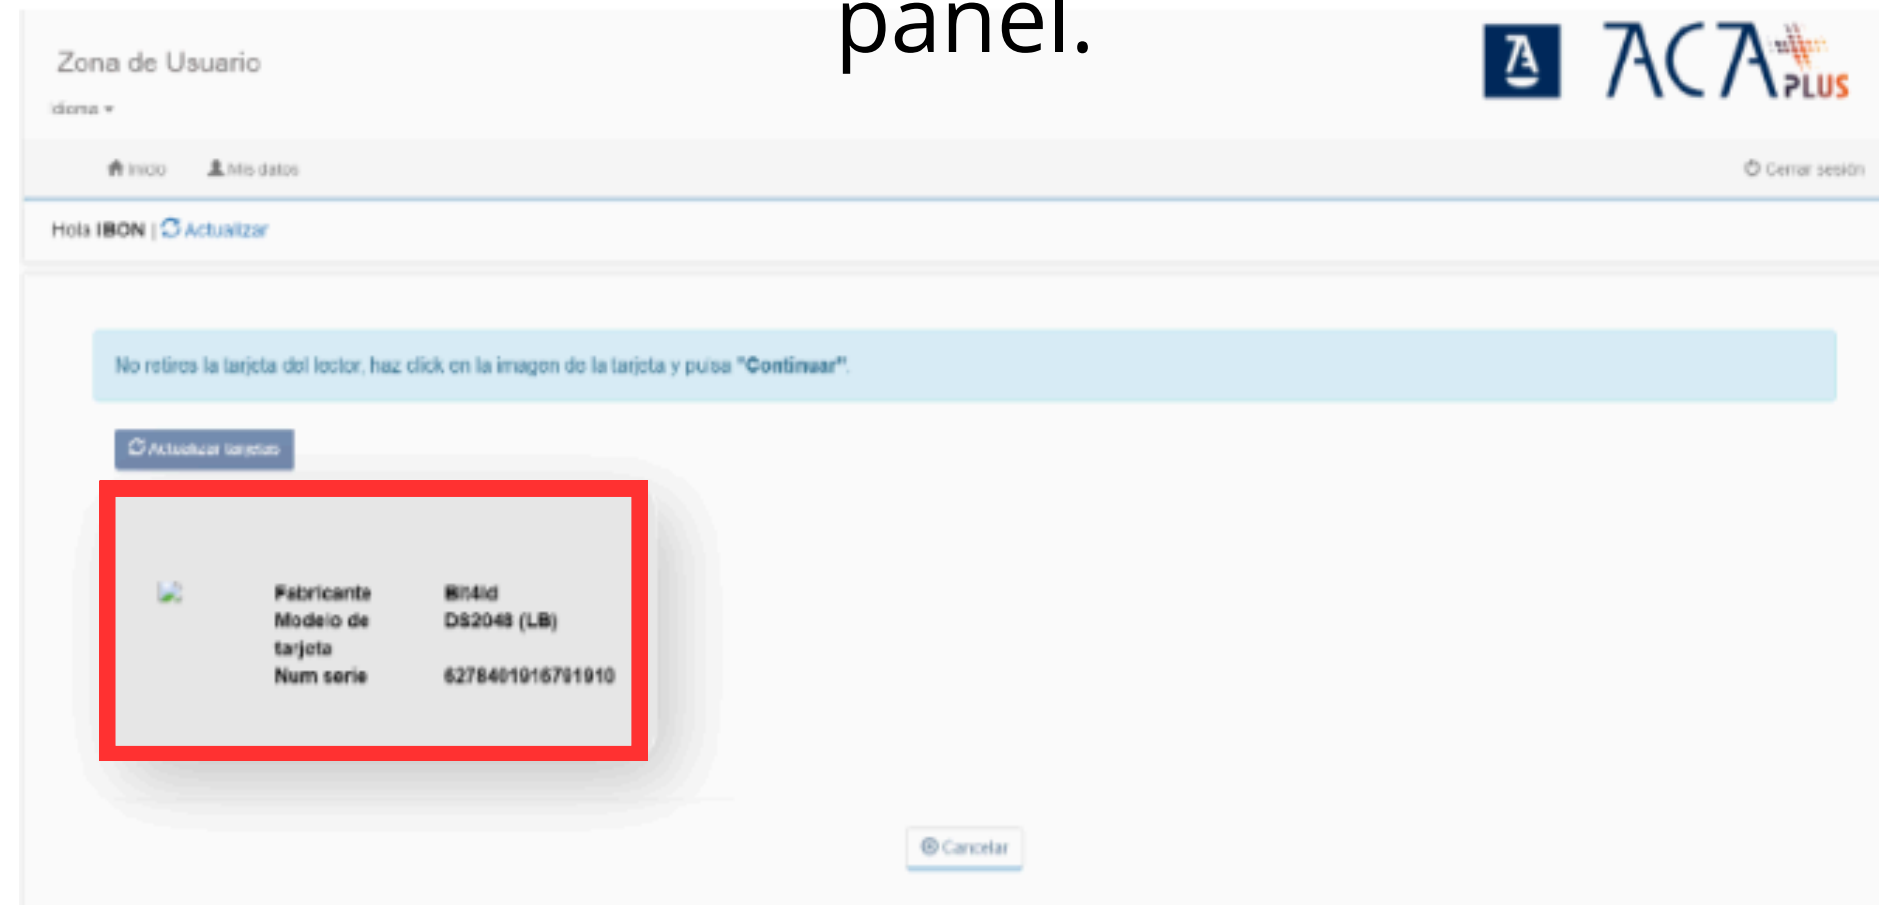 panel.
Zona de Usuario
ACA
PLUS
Idioma
Inicio Mis datos Cerrar sesión
Hola IBON | Actualizar
No retires la tarjeta del lector, haz click en la imagen de la tarjeta y pulsa "Continuar".
Actualizar tarjetas
Fabricante Bit4id
Modelo de DS2048 (LB)
tarjeta
Num serie 6278401916701910
Cancelar